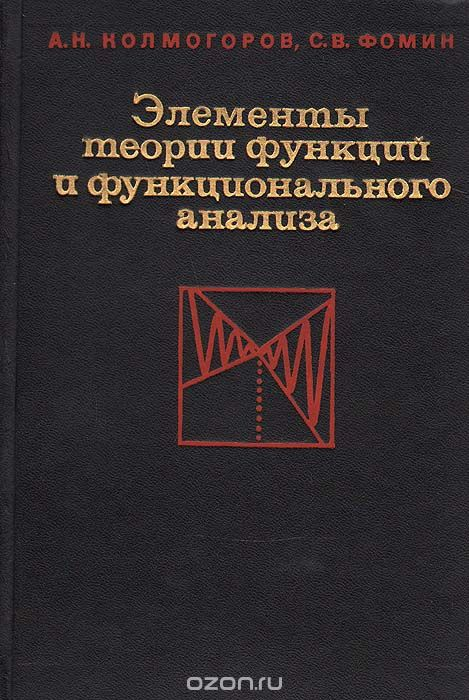 А.Н. КОЛМОГОРОВ, С.В. ФОМИН
Элементы
теории функций
и функционального
анализа
ozon.ru